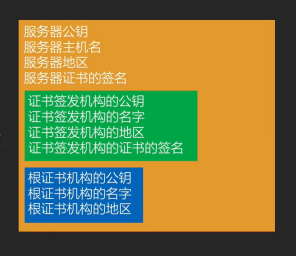 服务器公钥
服务器主机名
服务器地区
服务器证书的签名
证书签发机构的公钥
证书签发机构的名字
证书签发机构的地区
证书签发机构的证书的签名
根证书机构的公钥
根证书机构的名字
根证书机构的地区